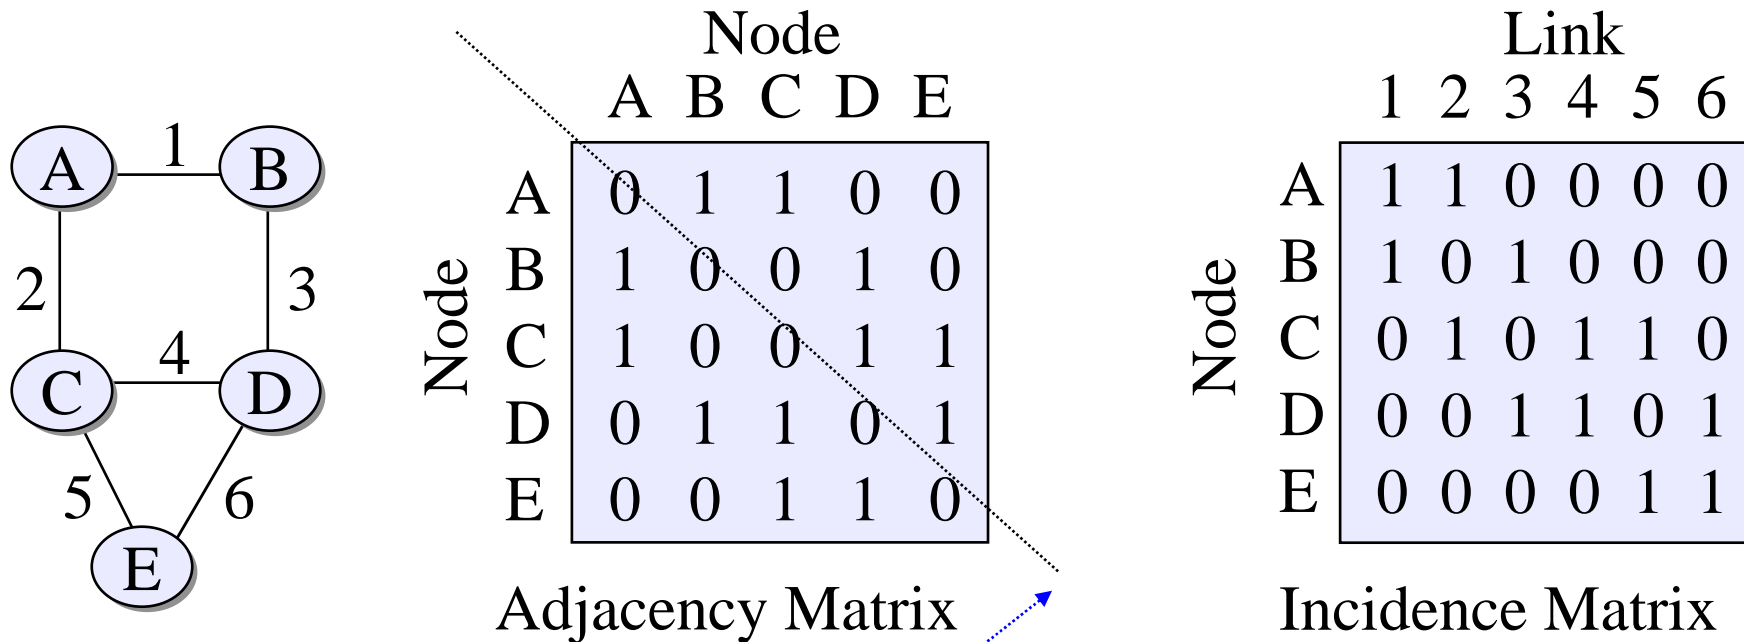 A 1 B
2 3
C 4 D
5 6
E
Node
A B C D E
Node
A 0 1 1 0 0
B 1 0 0 1 0
C 1 0 0 1 1
D 0 1 1 0 1
E 0 0 1 1 0
Adjacency Matrix
Link
1 2 3 4 5 6
Node
A 1 1 0 0 0 0
B 1 0 1 0 0 0
C 0 1 0 1 1 0
D 0 0 1 1 0 1
E 0 0 0 0 1 1
Incidence Matrix